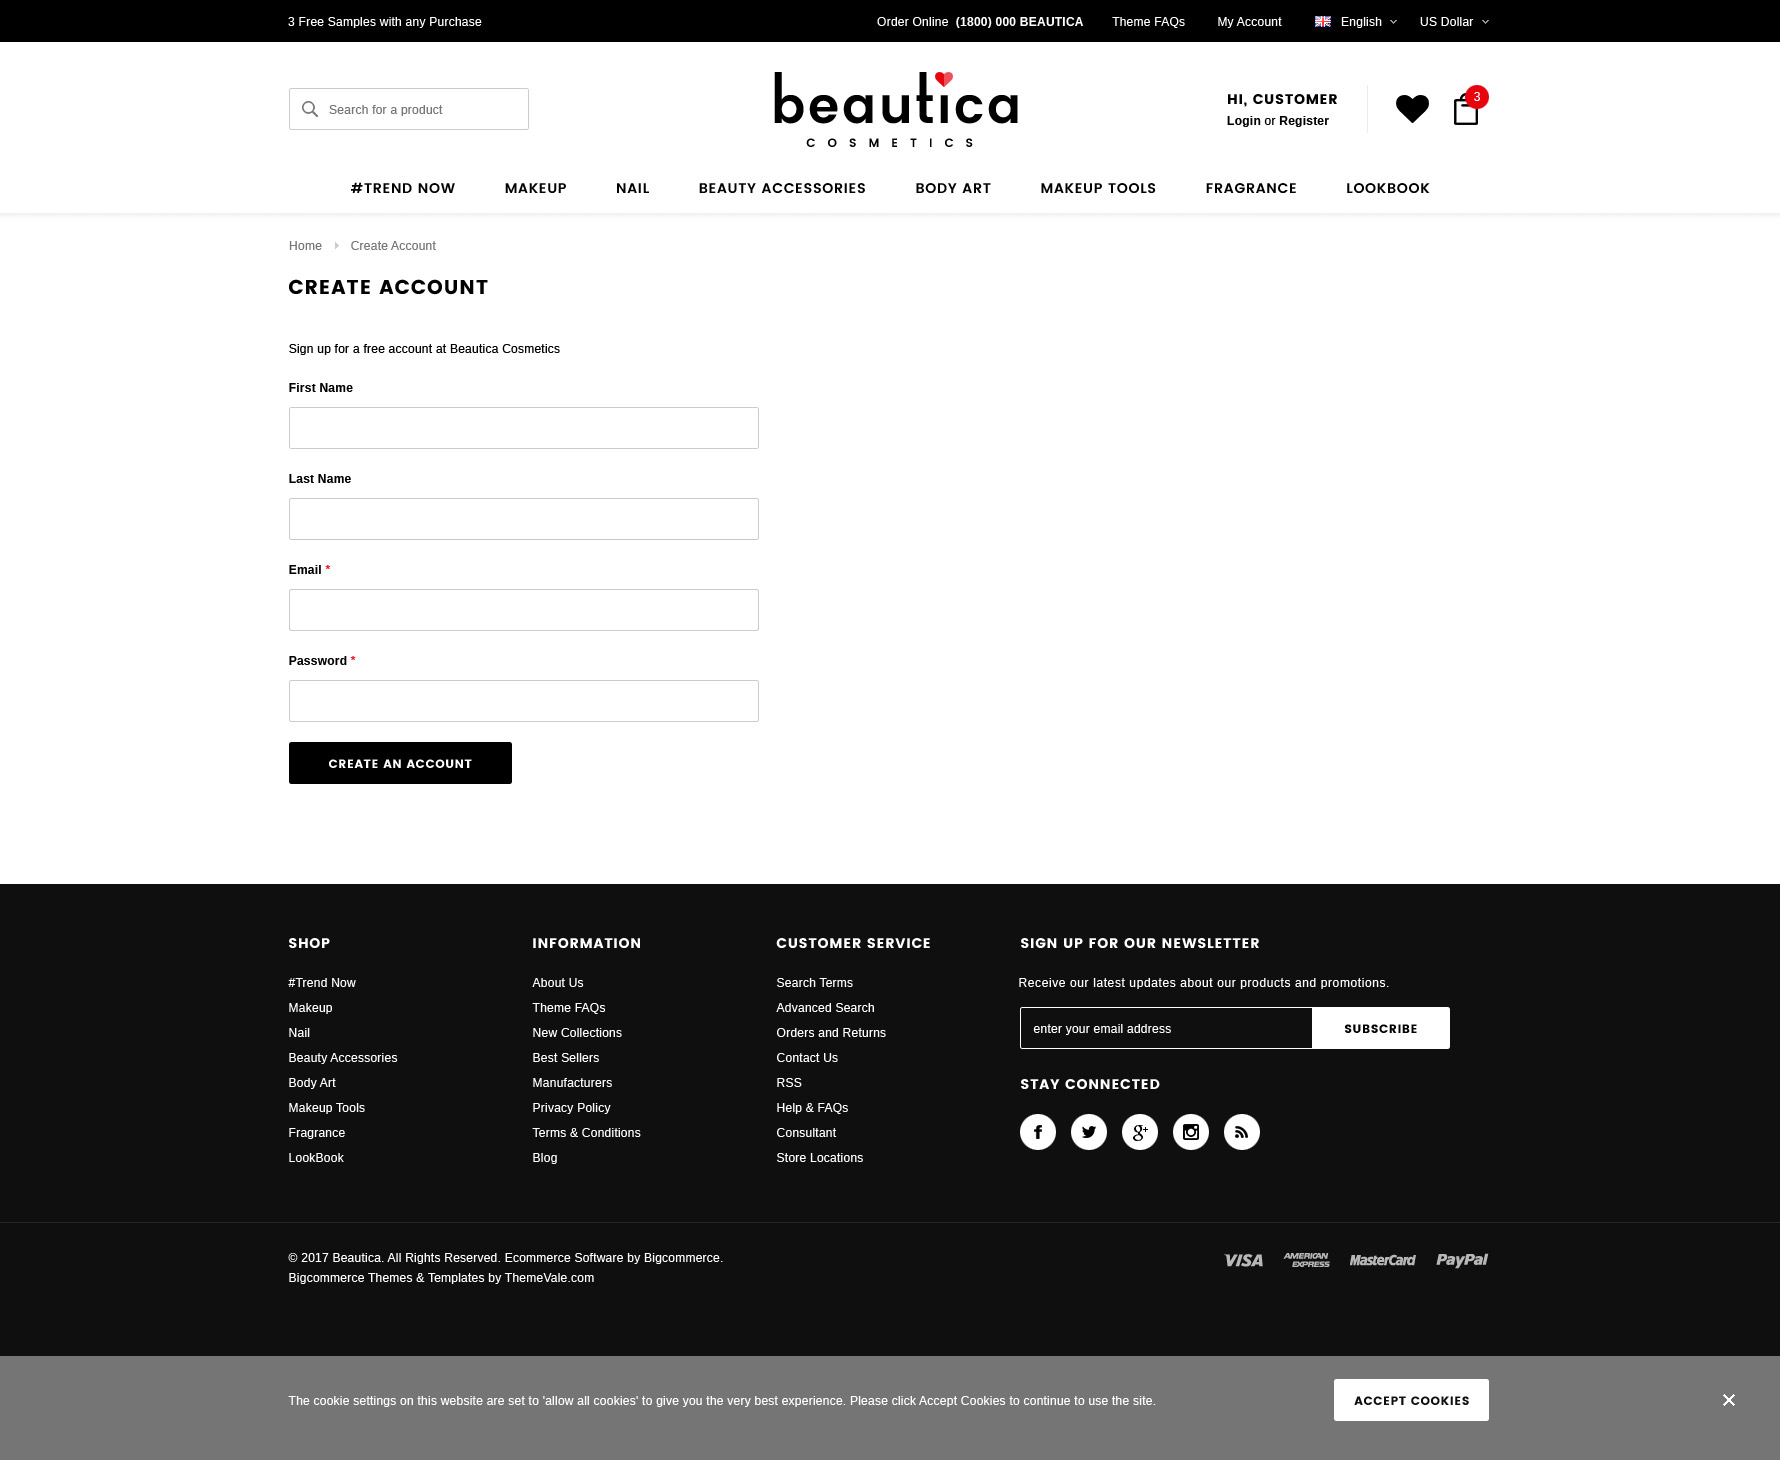 3 Free Samples with any Purchase
Order Online (1800) 000 BEAUTICA
Theme FAQs
My Account
English
US Dollar
Search for a product
beautica
COSMETICS
HI, CUSTOMER
Login or Register
3
#TREND NOW
MAKEUP
NAIL
BEAUTY ACCESSORIES
BODY ART
MAKEUP TOOLS
FRAGRANCE
LOOKBOOK
Home
Create Account
CREATE ACCOUNT
Sign up for a free account at Beautica Cosmetics
First Name
Last Name
Email *
Password *
CREATE AN ACCOUNT
SHOP
#Trend Now
Makeup
Nail
Beauty Accessories
Body Art
Makeup Tools
Fragrance
LookBook
INFORMATION
About Us
Theme FAQs
New Collections
Best Sellers
Manufacturers
Privacy Policy
Terms & Conditions
Blog
CUSTOMER SERVICE
Search Terms
Advanced Search
Orders and Returns
Contact Us
RSS
Help & FAQs
Consultant
Store Locations
SIGN UP FOR OUR NEWSLETTER
Receive our latest updates about our products and promotions.
enter your email address
SUBSCRIBE
STAY CONNECTED
© 2017 Beautica. All Rights Reserved. Ecommerce Software by Bigcommerce.
Bigcommerce Themes & Templates by ThemeVale.com
VISA
AMERICAN EXPRESS
MasterCard
PayPal
The cookie settings on this website are set to 'allow all cookies' to give you the very best experience. Please click Accept Cookies to continue to use the site.
ACCEPT COOKIES